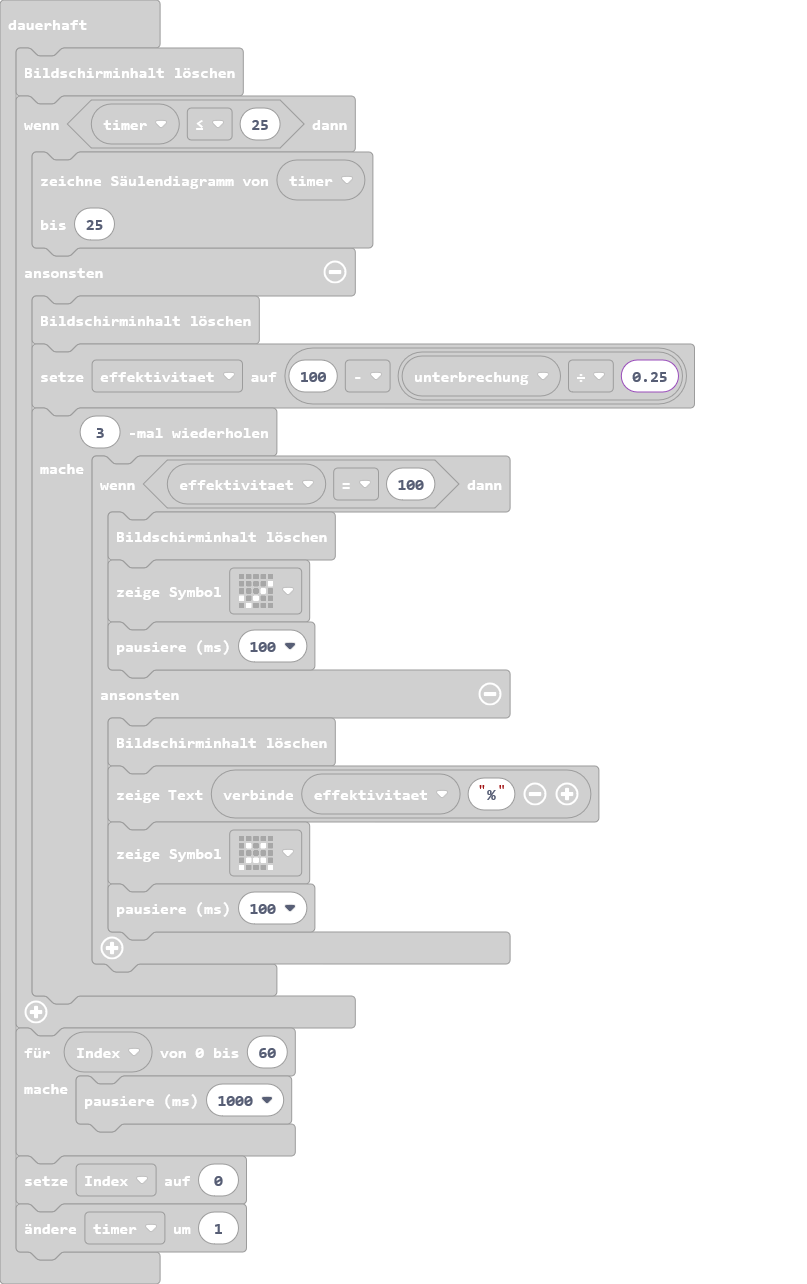 dauerhaft
Bildschirminhalt löschen
wenn timer ≤ 25 dann
zeichne Säulendiagramm von timer
bis 25
ansonsten
Bildschirminhalt löschen
setze effektivitaet auf 100 - unterbrechung ÷ 0.25
3 -mal wiederholen
mache
wenn effektivitaet = 100 dann
Bildschirminhalt löschen
zeige Symbol
pausiere (ms) 100
ansonsten
Bildschirminhalt löschen
zeige Text verbinde effektivitaet "%"
zeige Symbol
pausiere (ms) 100
für Index von 0 bis 60
mache
pausiere (ms) 1000
setze Index auf 0
ändere timer um 1